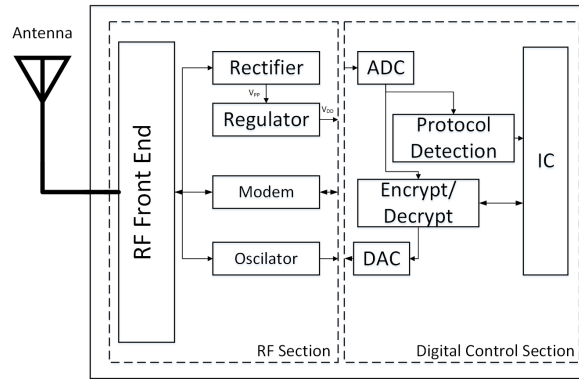 Antenna
RF Front End
Rectifier
VPP
Regulator
VDD
Modem
Oscilator
RF Section
ADC
Protocol
Detection
Encrypt/
Decrypt
DAC
IC
Digital Control Section